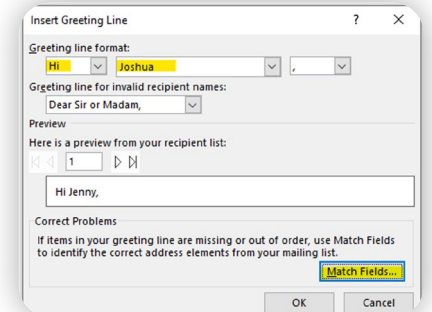 Insert Greeting Line ? X
Greeting line format:
Hi Joshua ,
Greeting line for invalid recipient names:
Dear Sir or Madam,
Preview
Here is a preview from your recipient list:
1
Hi Jenny,
Correct Problems
If items in your greeting line are missing or out of order, use Match Fields
to identify the correct address elements from your mailing list.
Match Fields...
OK Cancel